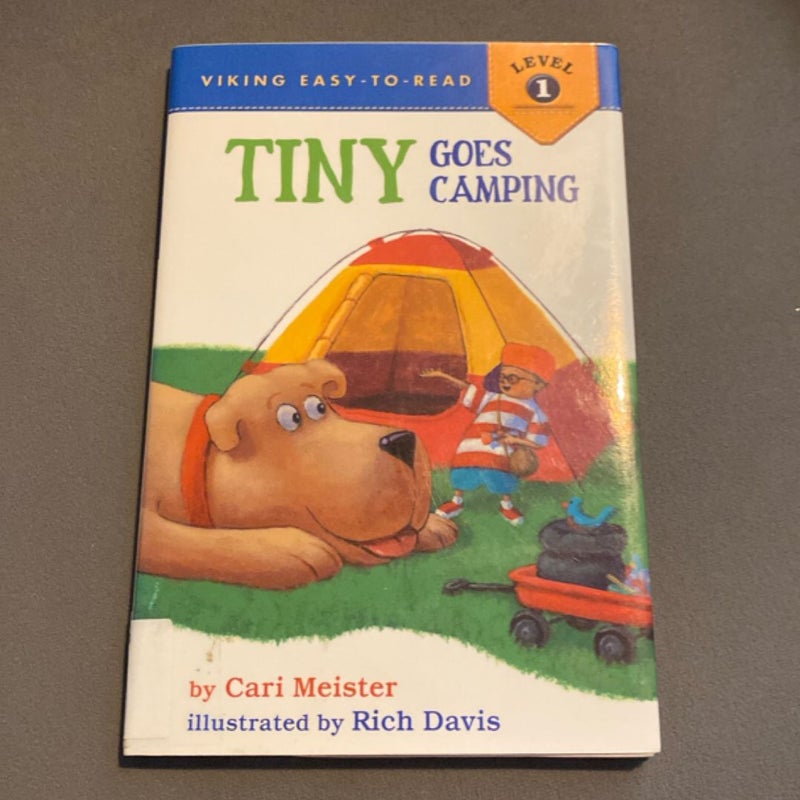 VIKING EASY-TO-READ
LEVEL
1
TINY GOES
CAMPING
by Cari Meister
illustrated by Rich Davis